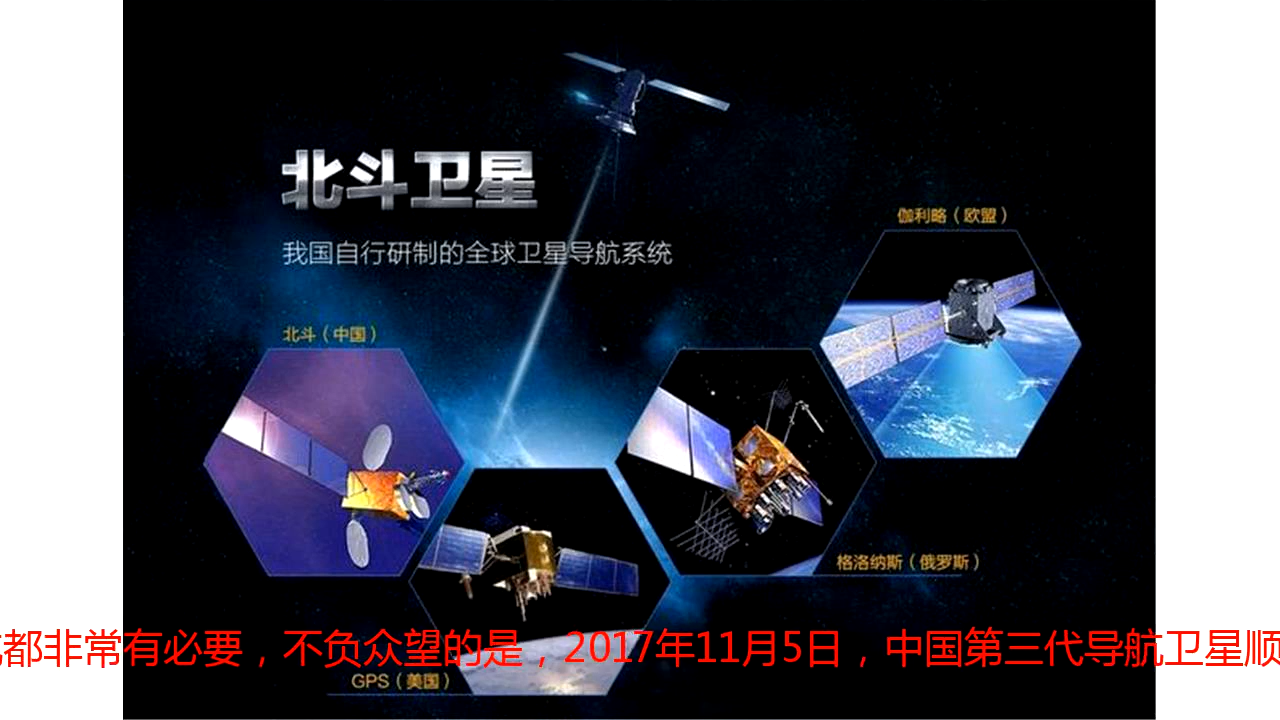 北斗卫星
我国自行研制的全球卫星导航系统
伽利略（欧盟）
北斗（中国）
格洛纳斯（俄罗斯）
都非常有必要，不负众望的是，2017年11月5日，中国第三代导航卫星顺
GPS（美国）